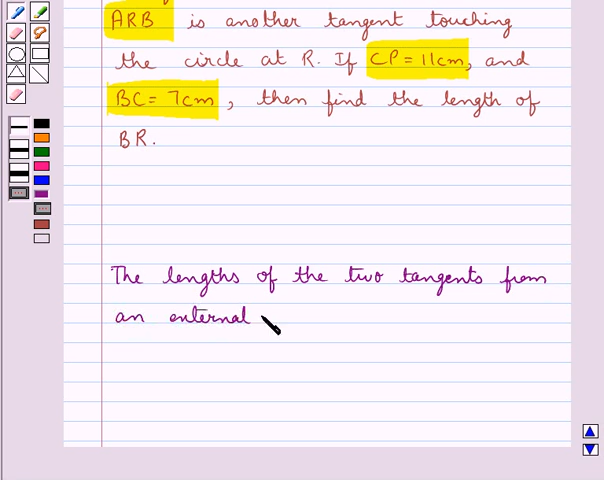 ARB is another tangent touching
the circle at R. If CP = 11cm, and
BC = 7cm, then find the length of
BR.
The lengths of the two tangents from
an external